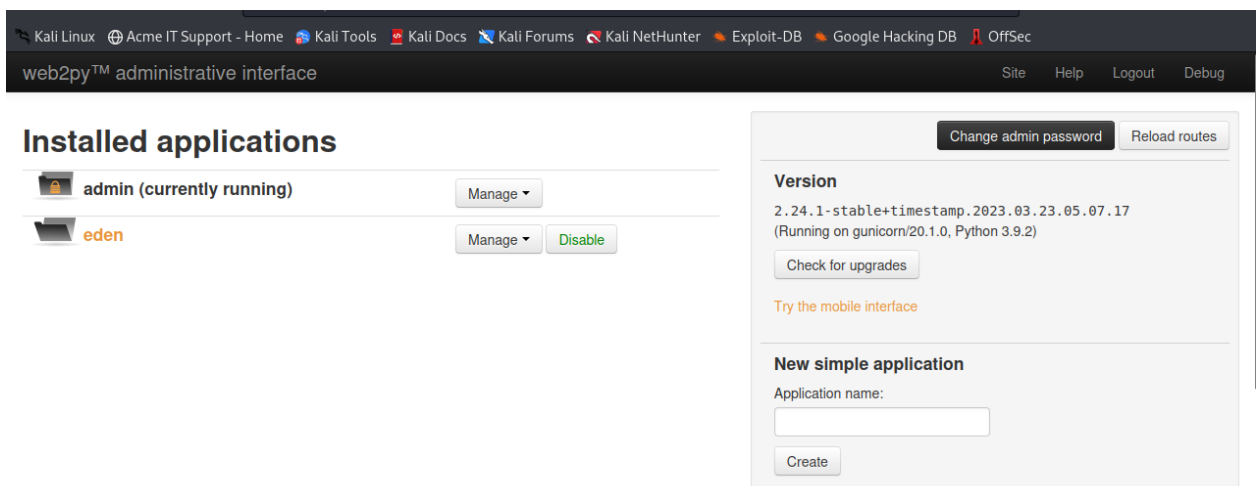 Kali Linux Acme IT Support - Home Kali Tools Kali Docs Kali Forums Kali NetHunter Exploit-DB Google Hacking DB OffSec
web2py™ administrative interface Site Help Logout Debug
Installed applications
admin (currently running) Manage
eden Manage Disable
Change admin password Reload routes
Version
2.24.1-stable+timestamp.2023.03.23.05.07.17
(Running on gunicorn/20.1.0, Python 3.9.2)
Check for upgrades
Try the mobile interface
New simple application
Application name:
Create